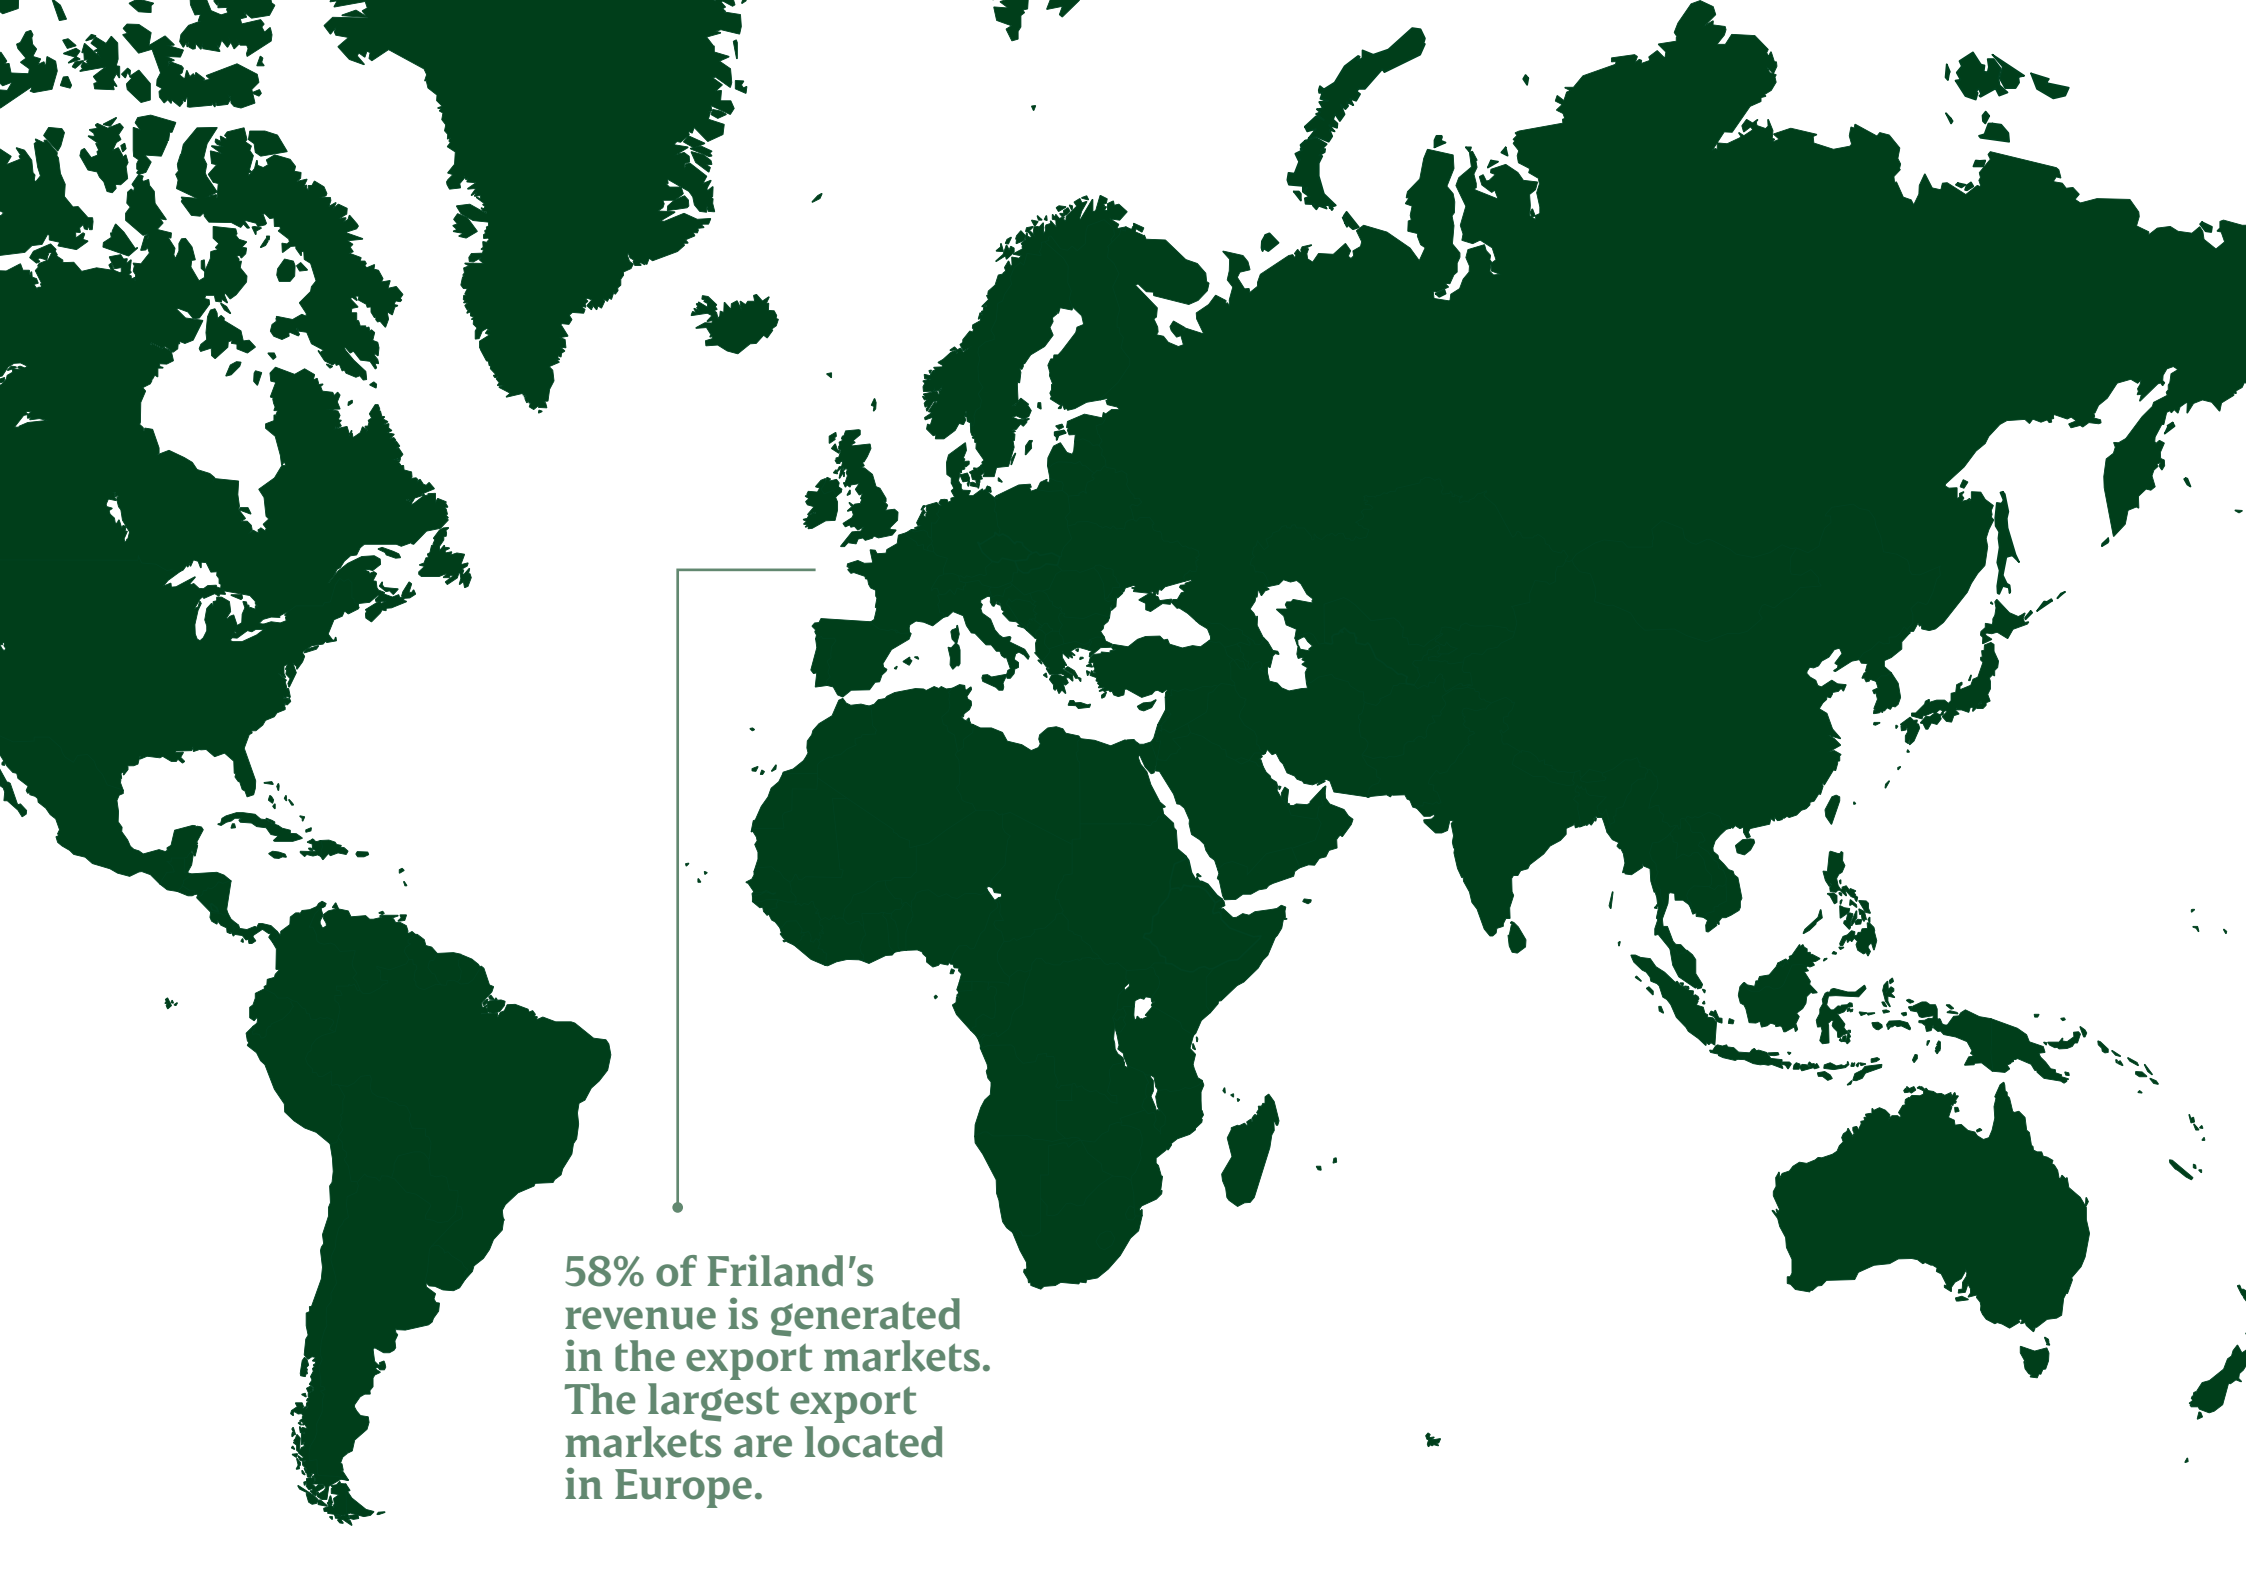 58% of Friland’s
revenue is generated
in the export markets.
The largest export
markets are located
in Europe.